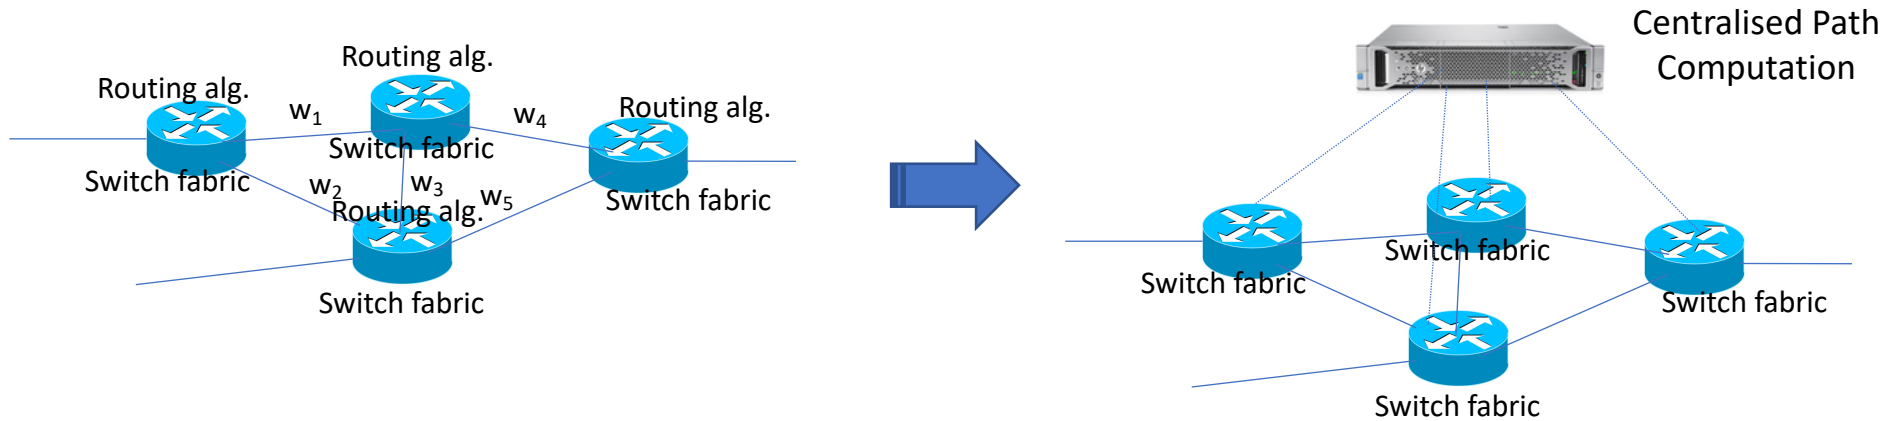 Routing alg.
Routing alg.
Routing alg.
w1
w4
Switch fabric
Switch fabric
Switch fabric
w2
w3
w5
Routing alg.
Switch fabric
Centralised Path
Computation
Switch fabric
Switch fabric
Switch fabric
Switch fabric